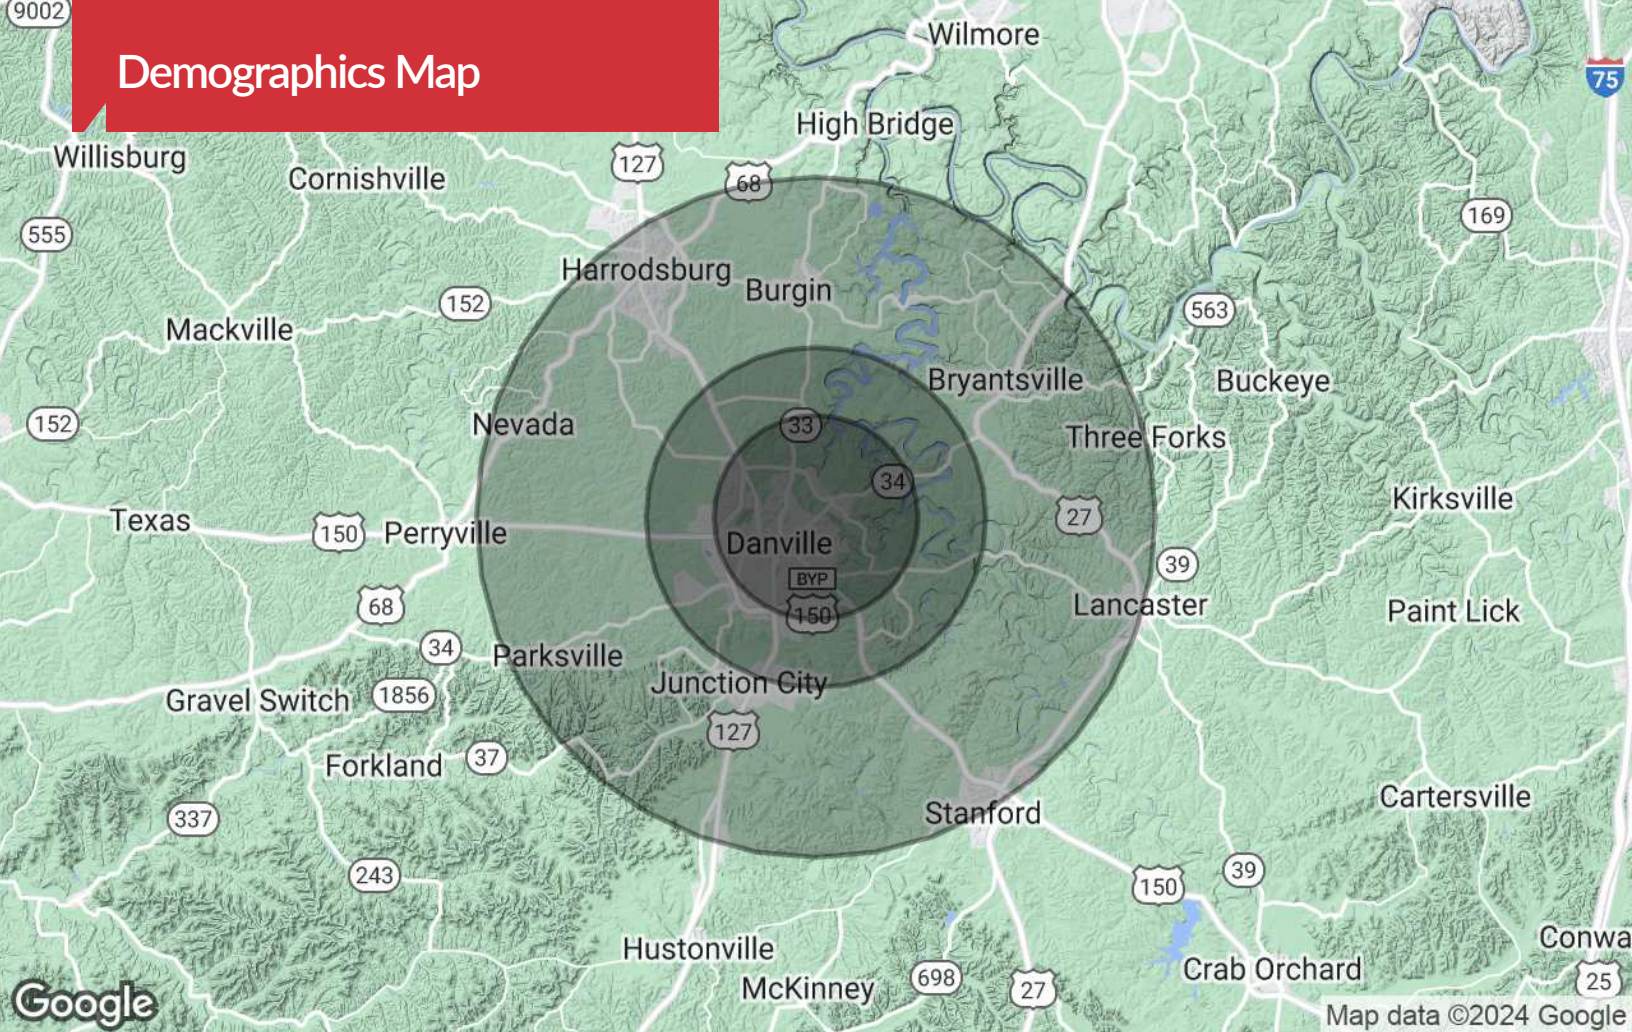 9002
Demographics Map
Wilmore
75
High Bridge
Willisburg
127
Cornishville
68
169
555
Harrodsburg
Burgin
152
563
Mackville
Bryantsville
Buckeye
Nevada
152
33
Three Forks
34
Kirksville
Texas
27
150
Perryville
Danville
39
BYP
68
Lancaster
Paint Lick
150
34
Parksville
Junction City
Gravel Switch
1856
127
Forkland
37
Cartersville
337
Stanford
243
39
150
Hustonville
Conwa
Crab Orchard
698
McKinney
27
25
Google
Map data ©2024 Google